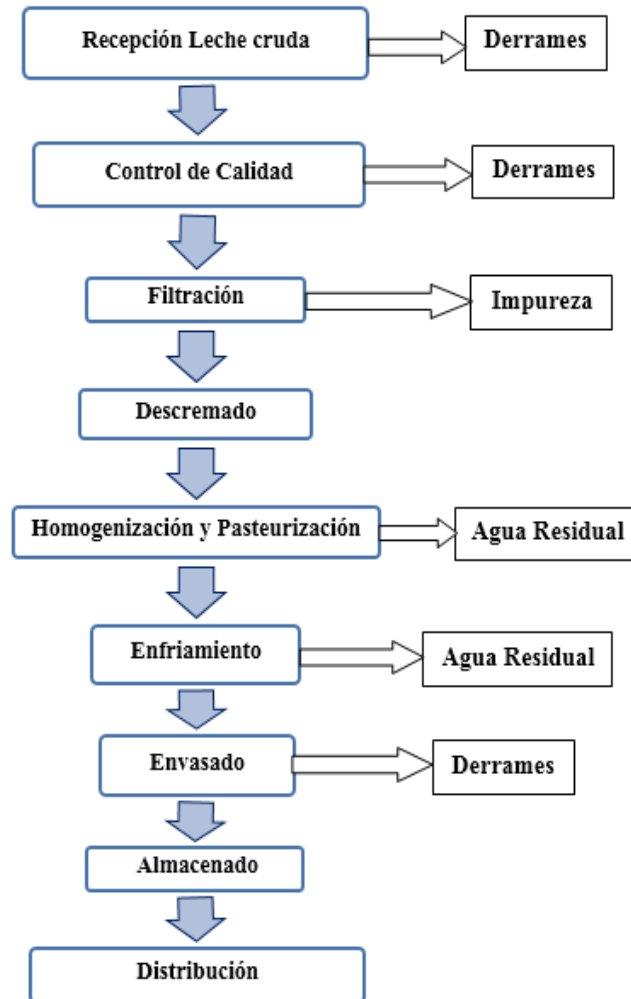 Recepción Leche cruda
Derrames
Control de Calidad
Derrames
Filtración
Impureza
Descremado
Homogenización y Pasteurización
Agua Residual
Enfriamiento
Agua Residual
Envasado
Derrames
Almacenado
Distribución